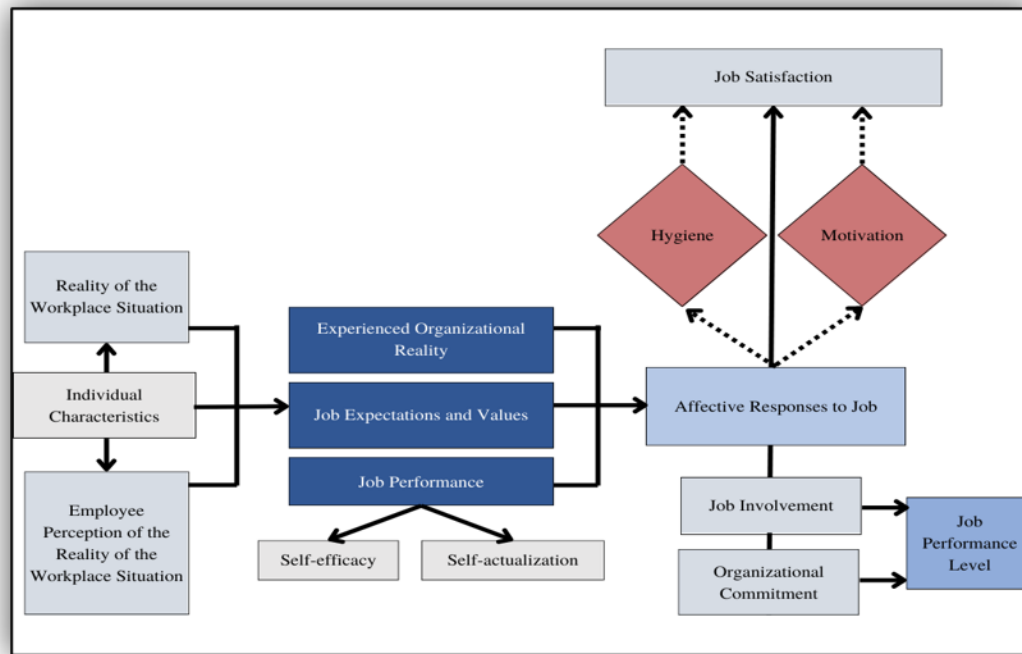 Job Satisfaction
Hygiene
Motivation
Reality of the
Workplace Situation
Individual
Characteristics
Employee
Perception of the
Reality of the
Workplace Situation
Experienced Organizational
Reality
Job Expectations and Values
Job Performance
Self-efficacy
Self-actualization
Affective Responses to Job
Job Involvement
Organizational
Commitment
Job
Performance
Level